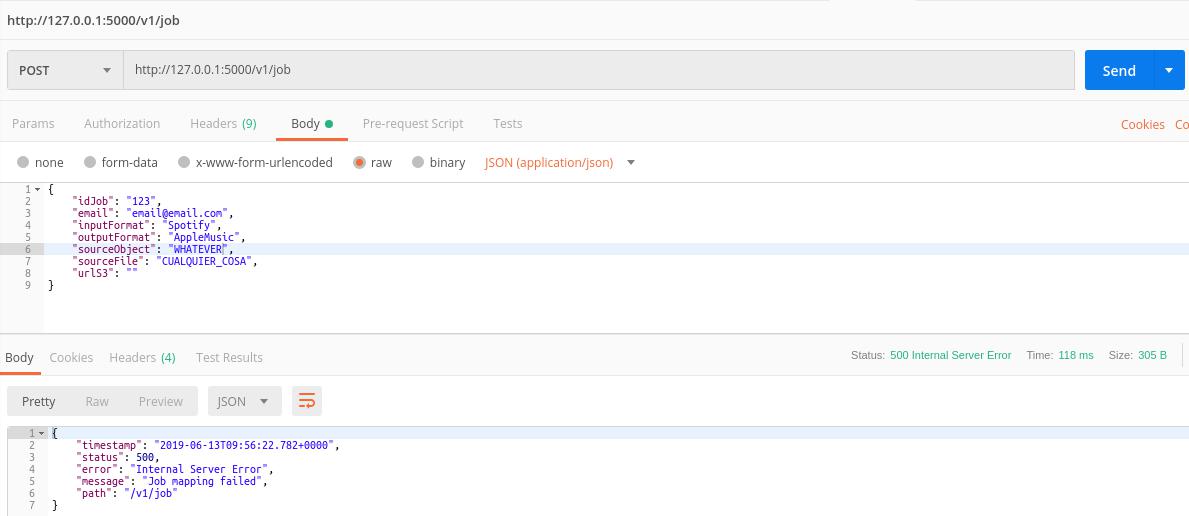 http://127.0.0.1:5000/v1/job
POST http://127.0.0.1:5000/v1/job Send
Params Authorization Headers (9) Body Pre-request Script Tests Cookies Co
none form-data x-www-form-urlencoded raw binary JSON (application/json)
1 {
2 "idJob": "123",
3 "email": "email@email.com",
4 "inputFormat": "Spotify",
5 "outputFormat": "AppleMusic",
6 "sourceObject": "WHATEVER",
7 "sourceFile": "CUALQUIER_COSA",
8 "urlS3": ""
9 }
Body Cookies Headers (4) Test Results Status: 500 Internal Server Error Time: 118 ms Size: 305 B
Pretty Raw Preview JSON
1 {
2 "timestamp": "2019-06-13T09:56:22.782+0000",
3 "status": 500,
4 "error": "Internal Server Error",
5 "message": "Job mapping failed",
6 "path": "/v1/job"
7 }